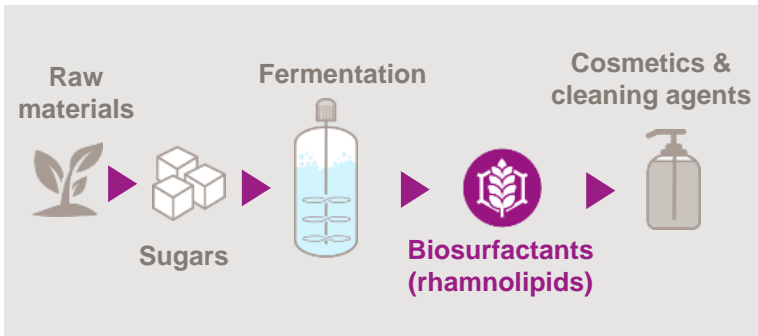 Raw
materials
Sugars
Fermentation
Biosurfactants
(rhamnolipids)
Cosmetics &
cleaning agents